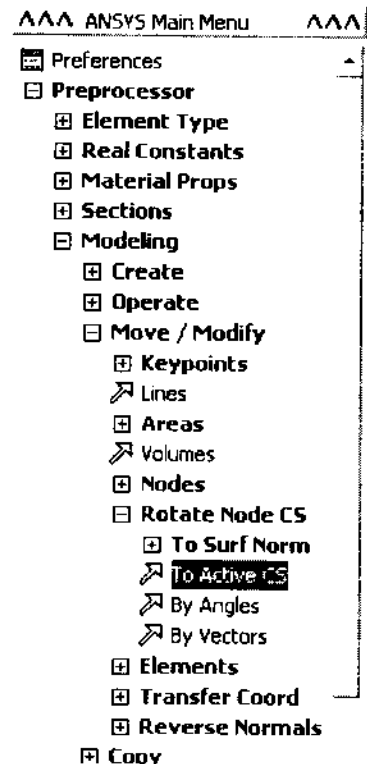 ANSYS Main Menu
Preferences
Preprocessor
Element Type
Real Constants
Material Props
Sections
Modeling
Create
Operate
Move / Modify
Keypoints
Lines
Areas
Volumes
Nodes
Rotate Node CS
To Surf Norm
To Active CS
By Angles
By Vectors
Elements
Transfer Coord
Reverse Normals
Copy